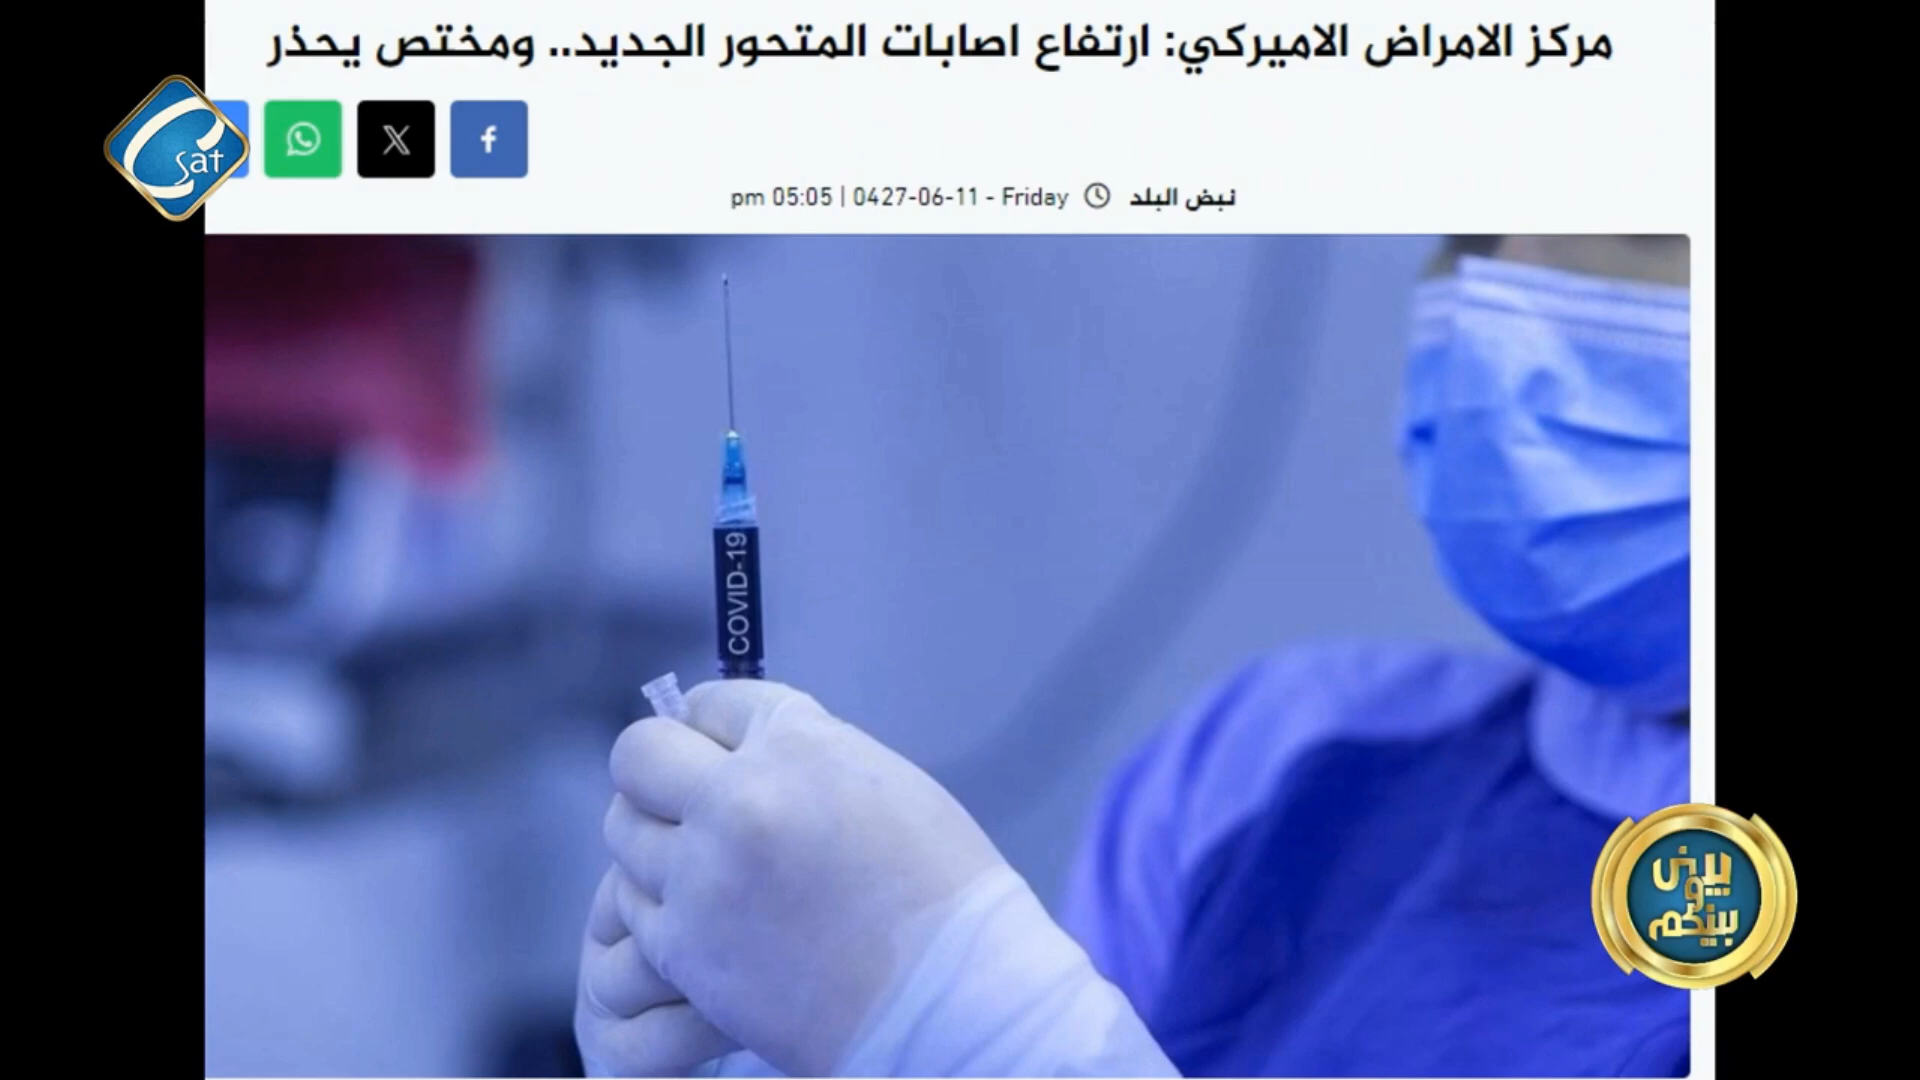 مركز الامراض الاميركي: ارتفاع اصابات المتحور الجديد.. ومختص يحذر
sat
نبض البلد
pm 05:05 | 0427-06-11 - Friday
COVID-19
بيني
و
بينكم